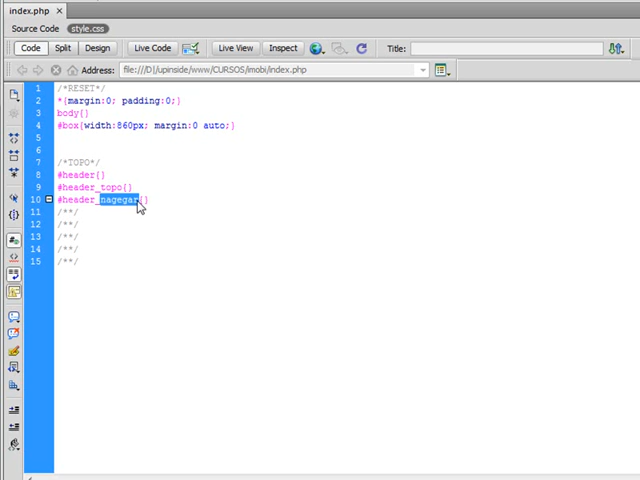 index.php
Source Code style.css
Code Split Design Live Code Live View Inspect Title:
Address: file:///D|/upinside/www/CURSOS/imobi/index.php
1 /*RESET*/
2 *{margin:0; padding:0;}
3 body{}
4 #box{width:860px; margin:0 auto;}
5
6
7 /*TOPO*/
8 #header{}
9 #header_topo{}
10 #header_nagegar{}
11 /**/
12 /**/
13 /**/
14 /**/
15 /**/